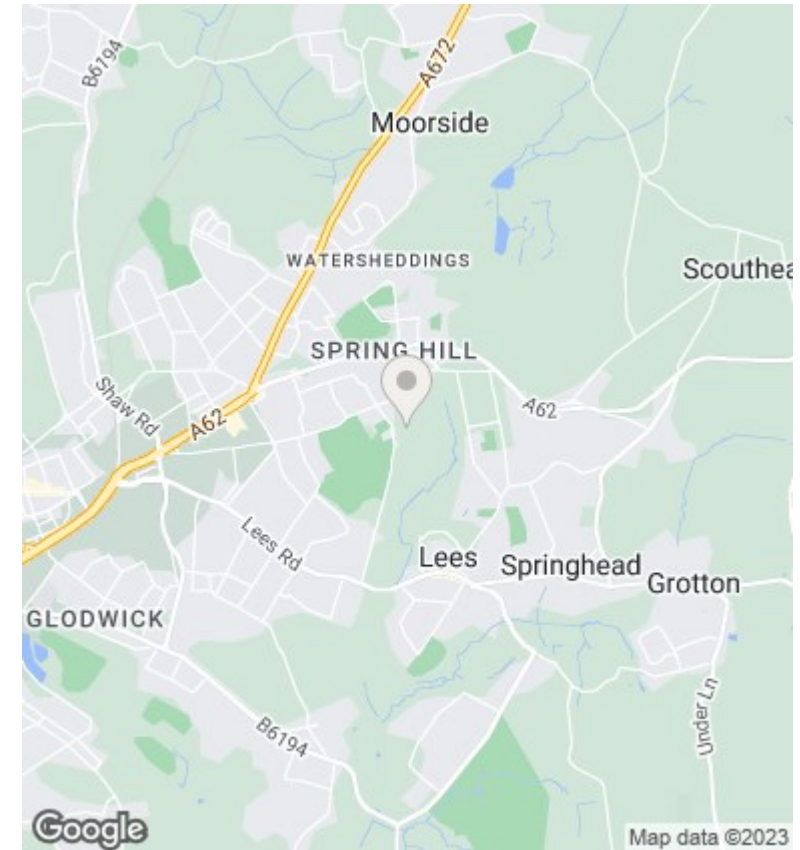 B6194
A672
Moorside
WATERSHEDDINGS
Scouthea
SPRING HILL
Shaw Rd
A62
A62
Lees Rd
Lees
Springhead
Grotton
GLODWICK
B6194
Under Ln
Google
Map data ©2023